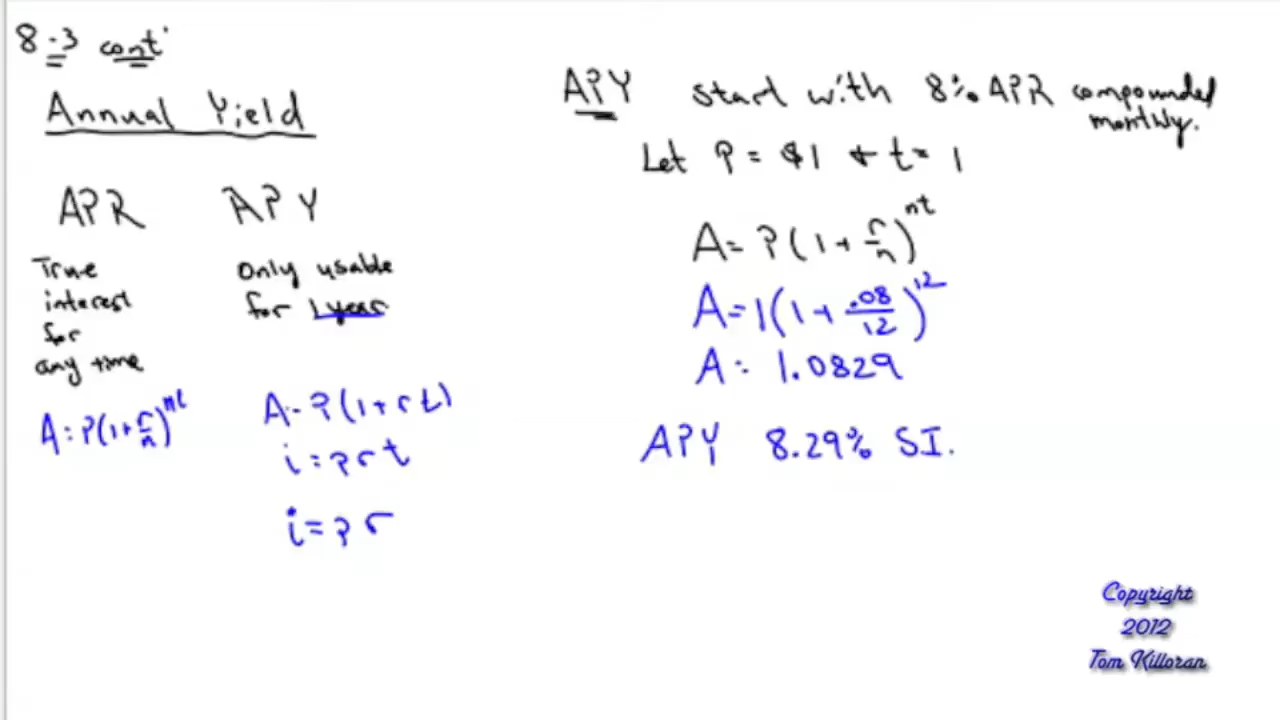 8-3 cont'
Annual Yield
APR APY
True
interest
for
any time
A=P(1+r/n)^nt
Only usable
for 1 year
A=P(1+rt)
i=prt
i=pr
APY start with 8% APR compounded
monthly.
Let P = $1 & t= 1
A= P(1+r/n)^nt
A=1(1+.08/12)^12
A= 1.0829
APY 8.29% SI.
Copyright
2012
Tom Killoran